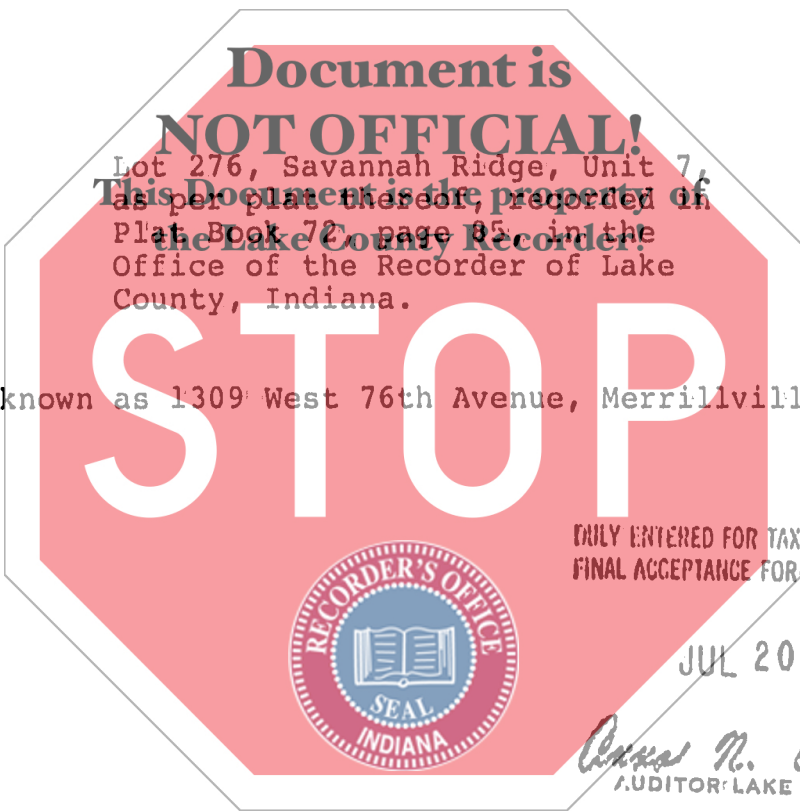 Document is
NOT OFFICIAL!
Lot 276, Savannah Ridge, Unit 7,
This Document is the property of
as per plat thereof, recorded in
Plat Book 72, page 85, in the
the Lake County Recorder!
Office of the Recorder of Lake
County, Indiana.
STOP
known as 1309 West 76th Avenue, Merrillvill
DULY ENTERED FOR TAX
FINAL ACCEPTANCE FOR
RECORDER'S OFFICE
SEAL
INDIANA
JUL 20
N.
AUDITOR LAKE